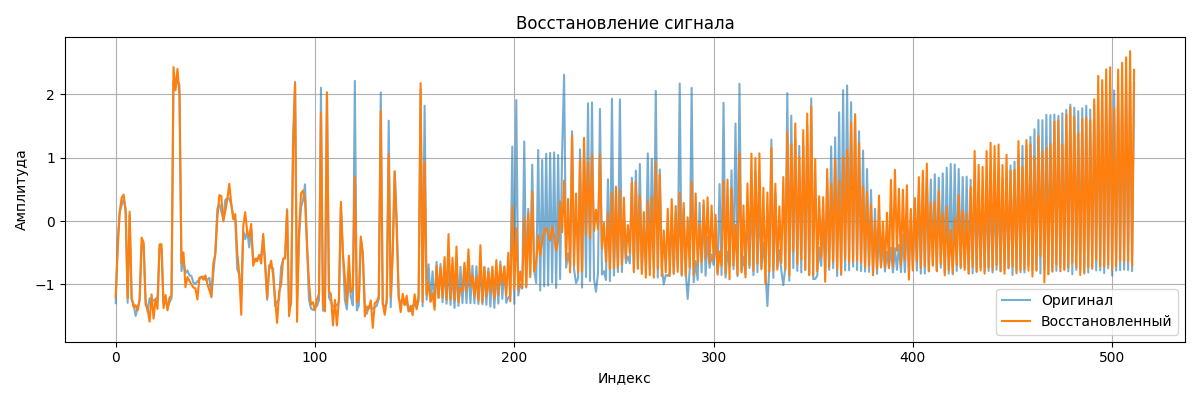 Восстановление сигнала
Амплитуда
2
1
0
−1
0
100
200
300
400
500
Индекс
Оригинал
Восстановленный